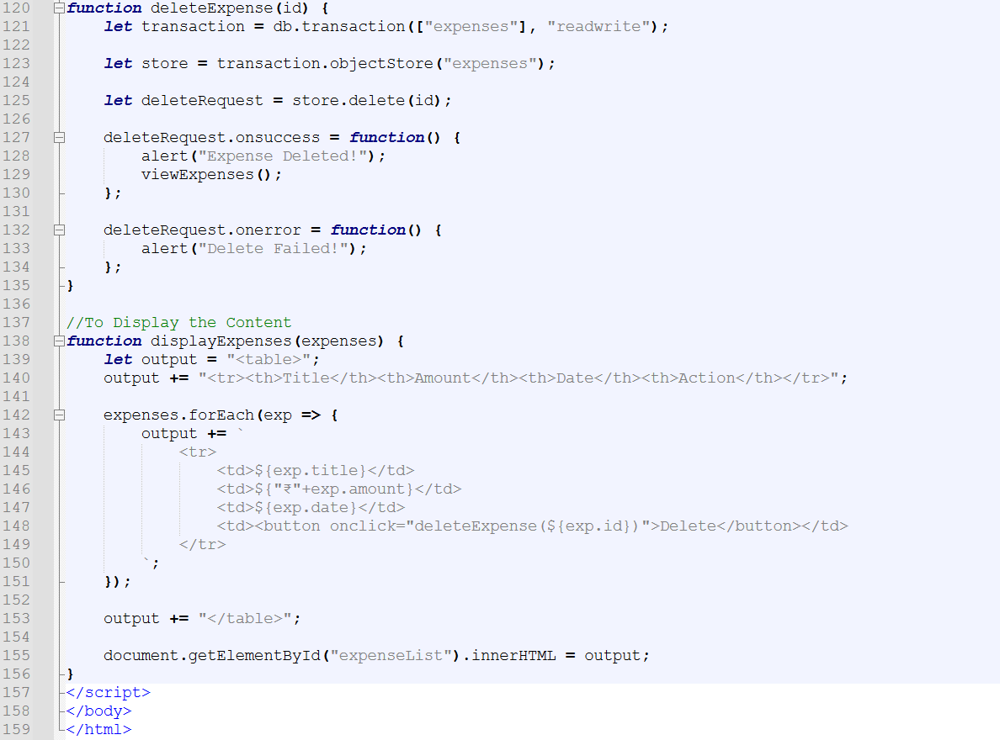 120 function deleteExpense(id) {
121     let transaction = db.transaction(["expenses"], "readwrite");
122
123     let store = transaction.objectStore("expenses");
124
125     let deleteRequest = store.delete(id);
126
127     deleteRequest.onsuccess = function() {
128         alert("Expense Deleted!");
129         viewExpenses();
130     };
131
132     deleteRequest.onerror = function() {
133         alert("Delete Failed!");
134     };
135 }
136
137 //To Display the Content
138 function displayExpenses(expenses) {
139     let output = "<table>";
140     output += "<tr><th>Title</th><th>Amount</th><th>Date</th><th>Action</th></tr>";
141
142     expenses.forEach(exp => {
143         output += `
144             <tr>
145                 <td>${exp.title}</td>
146                 <td>${"₹"+exp.amount}</td>
147                 <td>${exp.date}</td>
148                 <td><button onclick="deleteExpense(${exp.id})">Delete</button></td>
149             </tr>
150         `;
151     });
152
153     output += "</table>";
154
155     document.getElementById("expenseList").innerHTML = output;
156 }
157 </script>
158 </body>
159 </html>